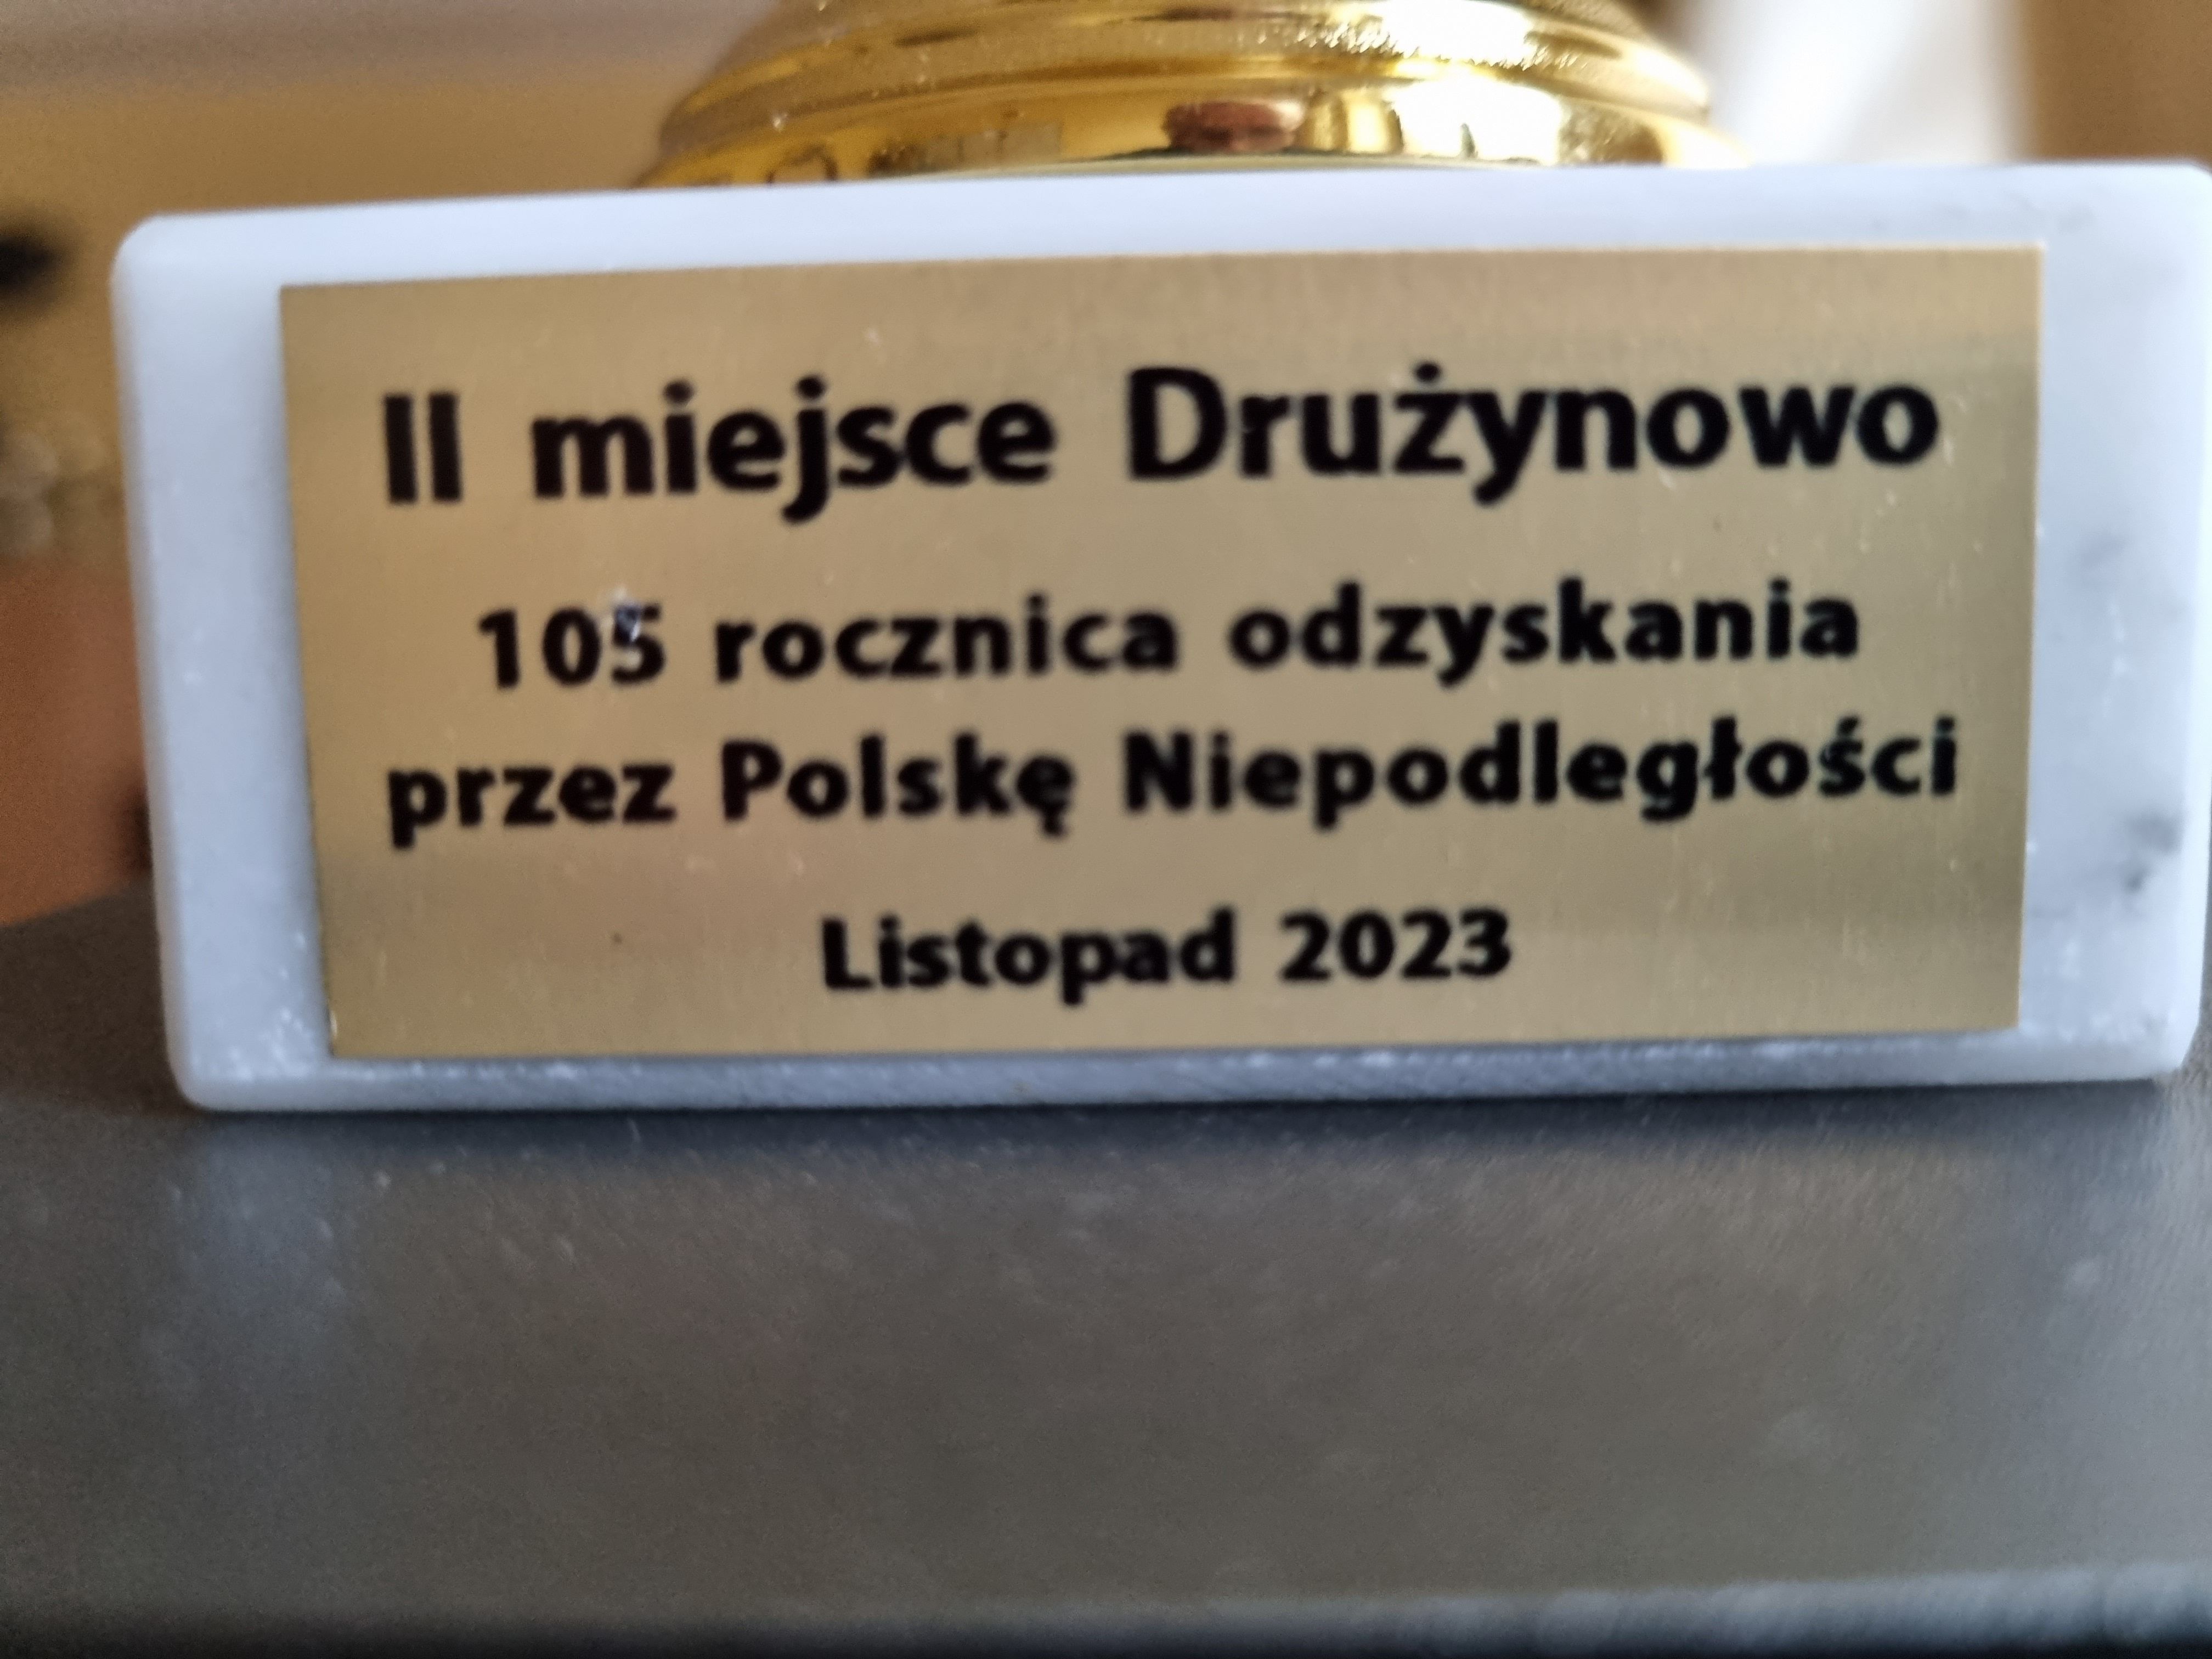 II miejsce Drużynowo
105 rocznica odzyskania
przez Polskę Niepodległości
Listopad 2023